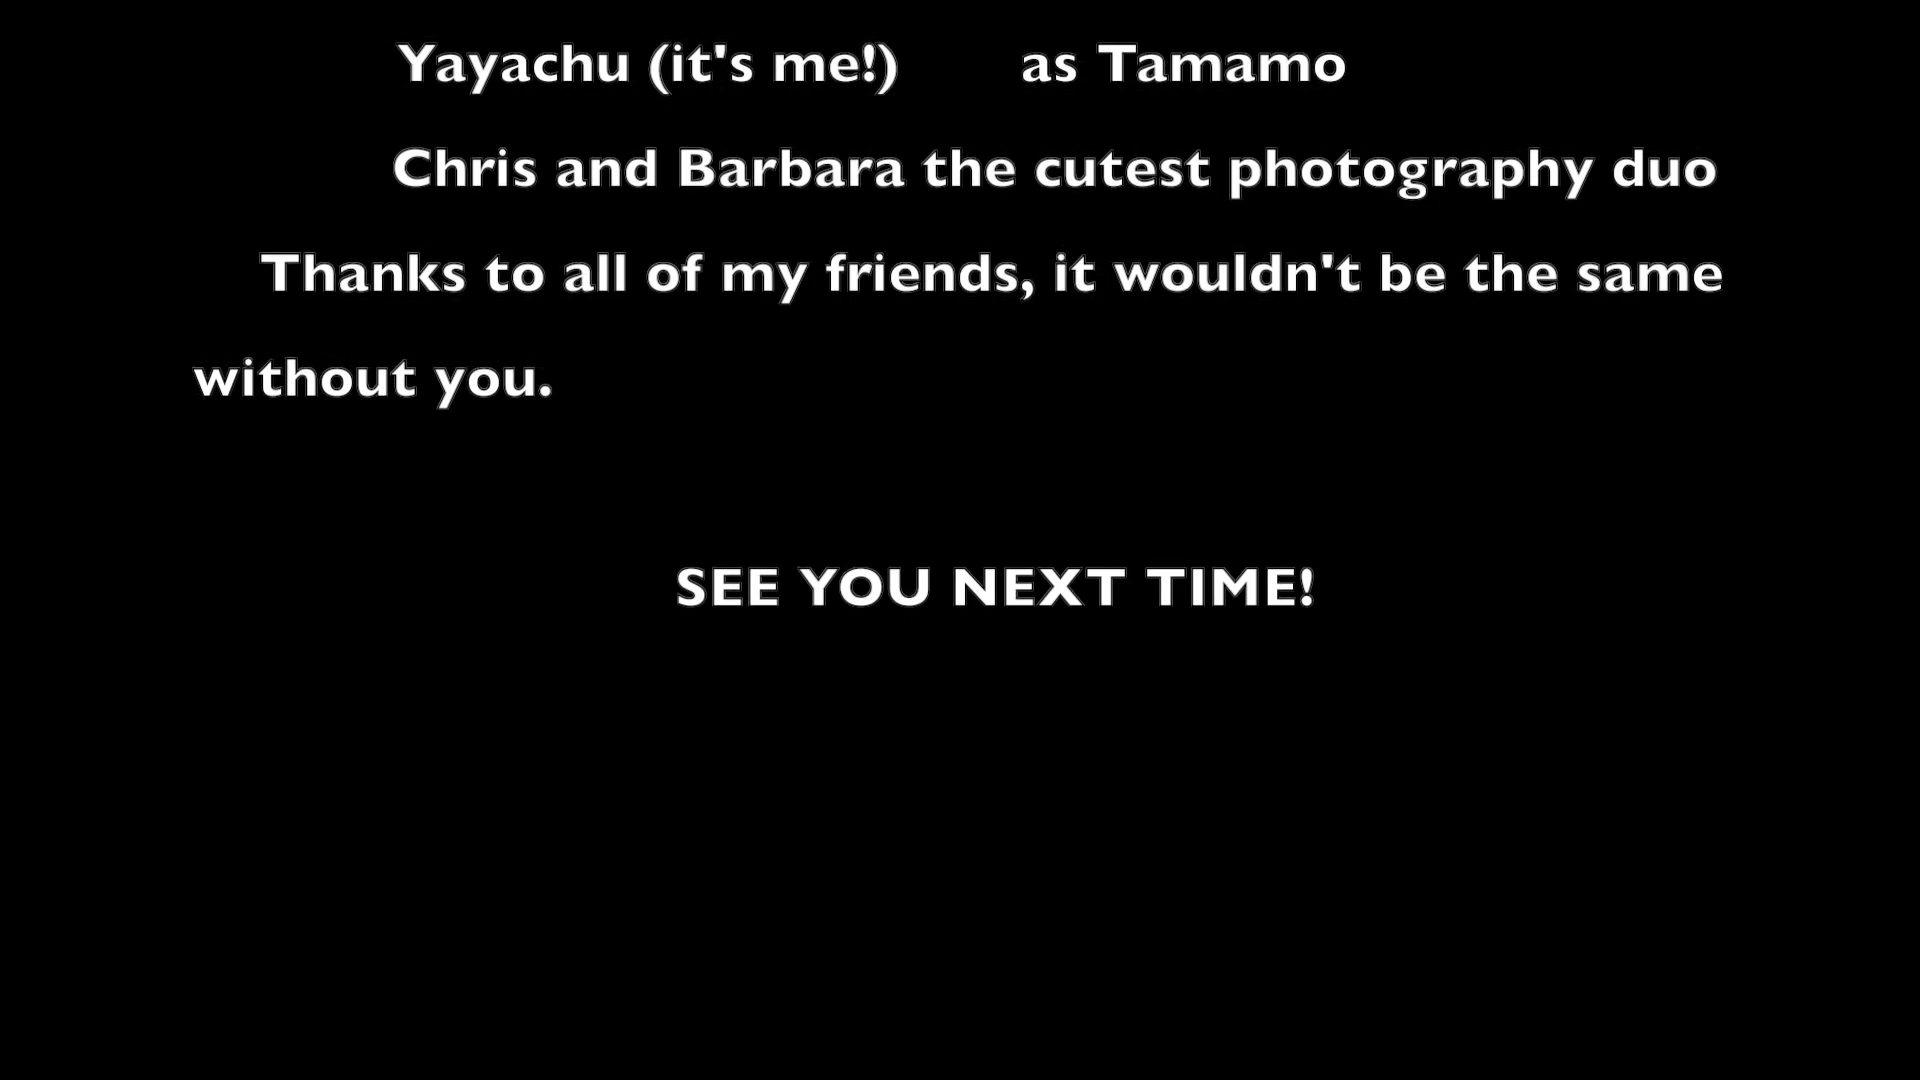 Yayachu (it's me!) as Tamamo
Chris and Barbara the cutest photography duo
Thanks to all of my friends, it wouldn't be the same
without you.
SEE YOU NEXT TIME!